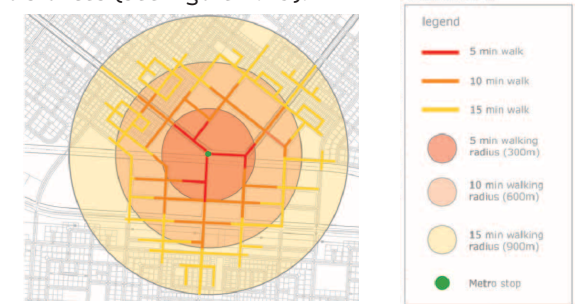 legend
5 min walk
10 min walk
15 min walk
5 min walking
radius (300m)
10 min walking
radius (600m)
15 min walking
radius (900m)
Metro stop